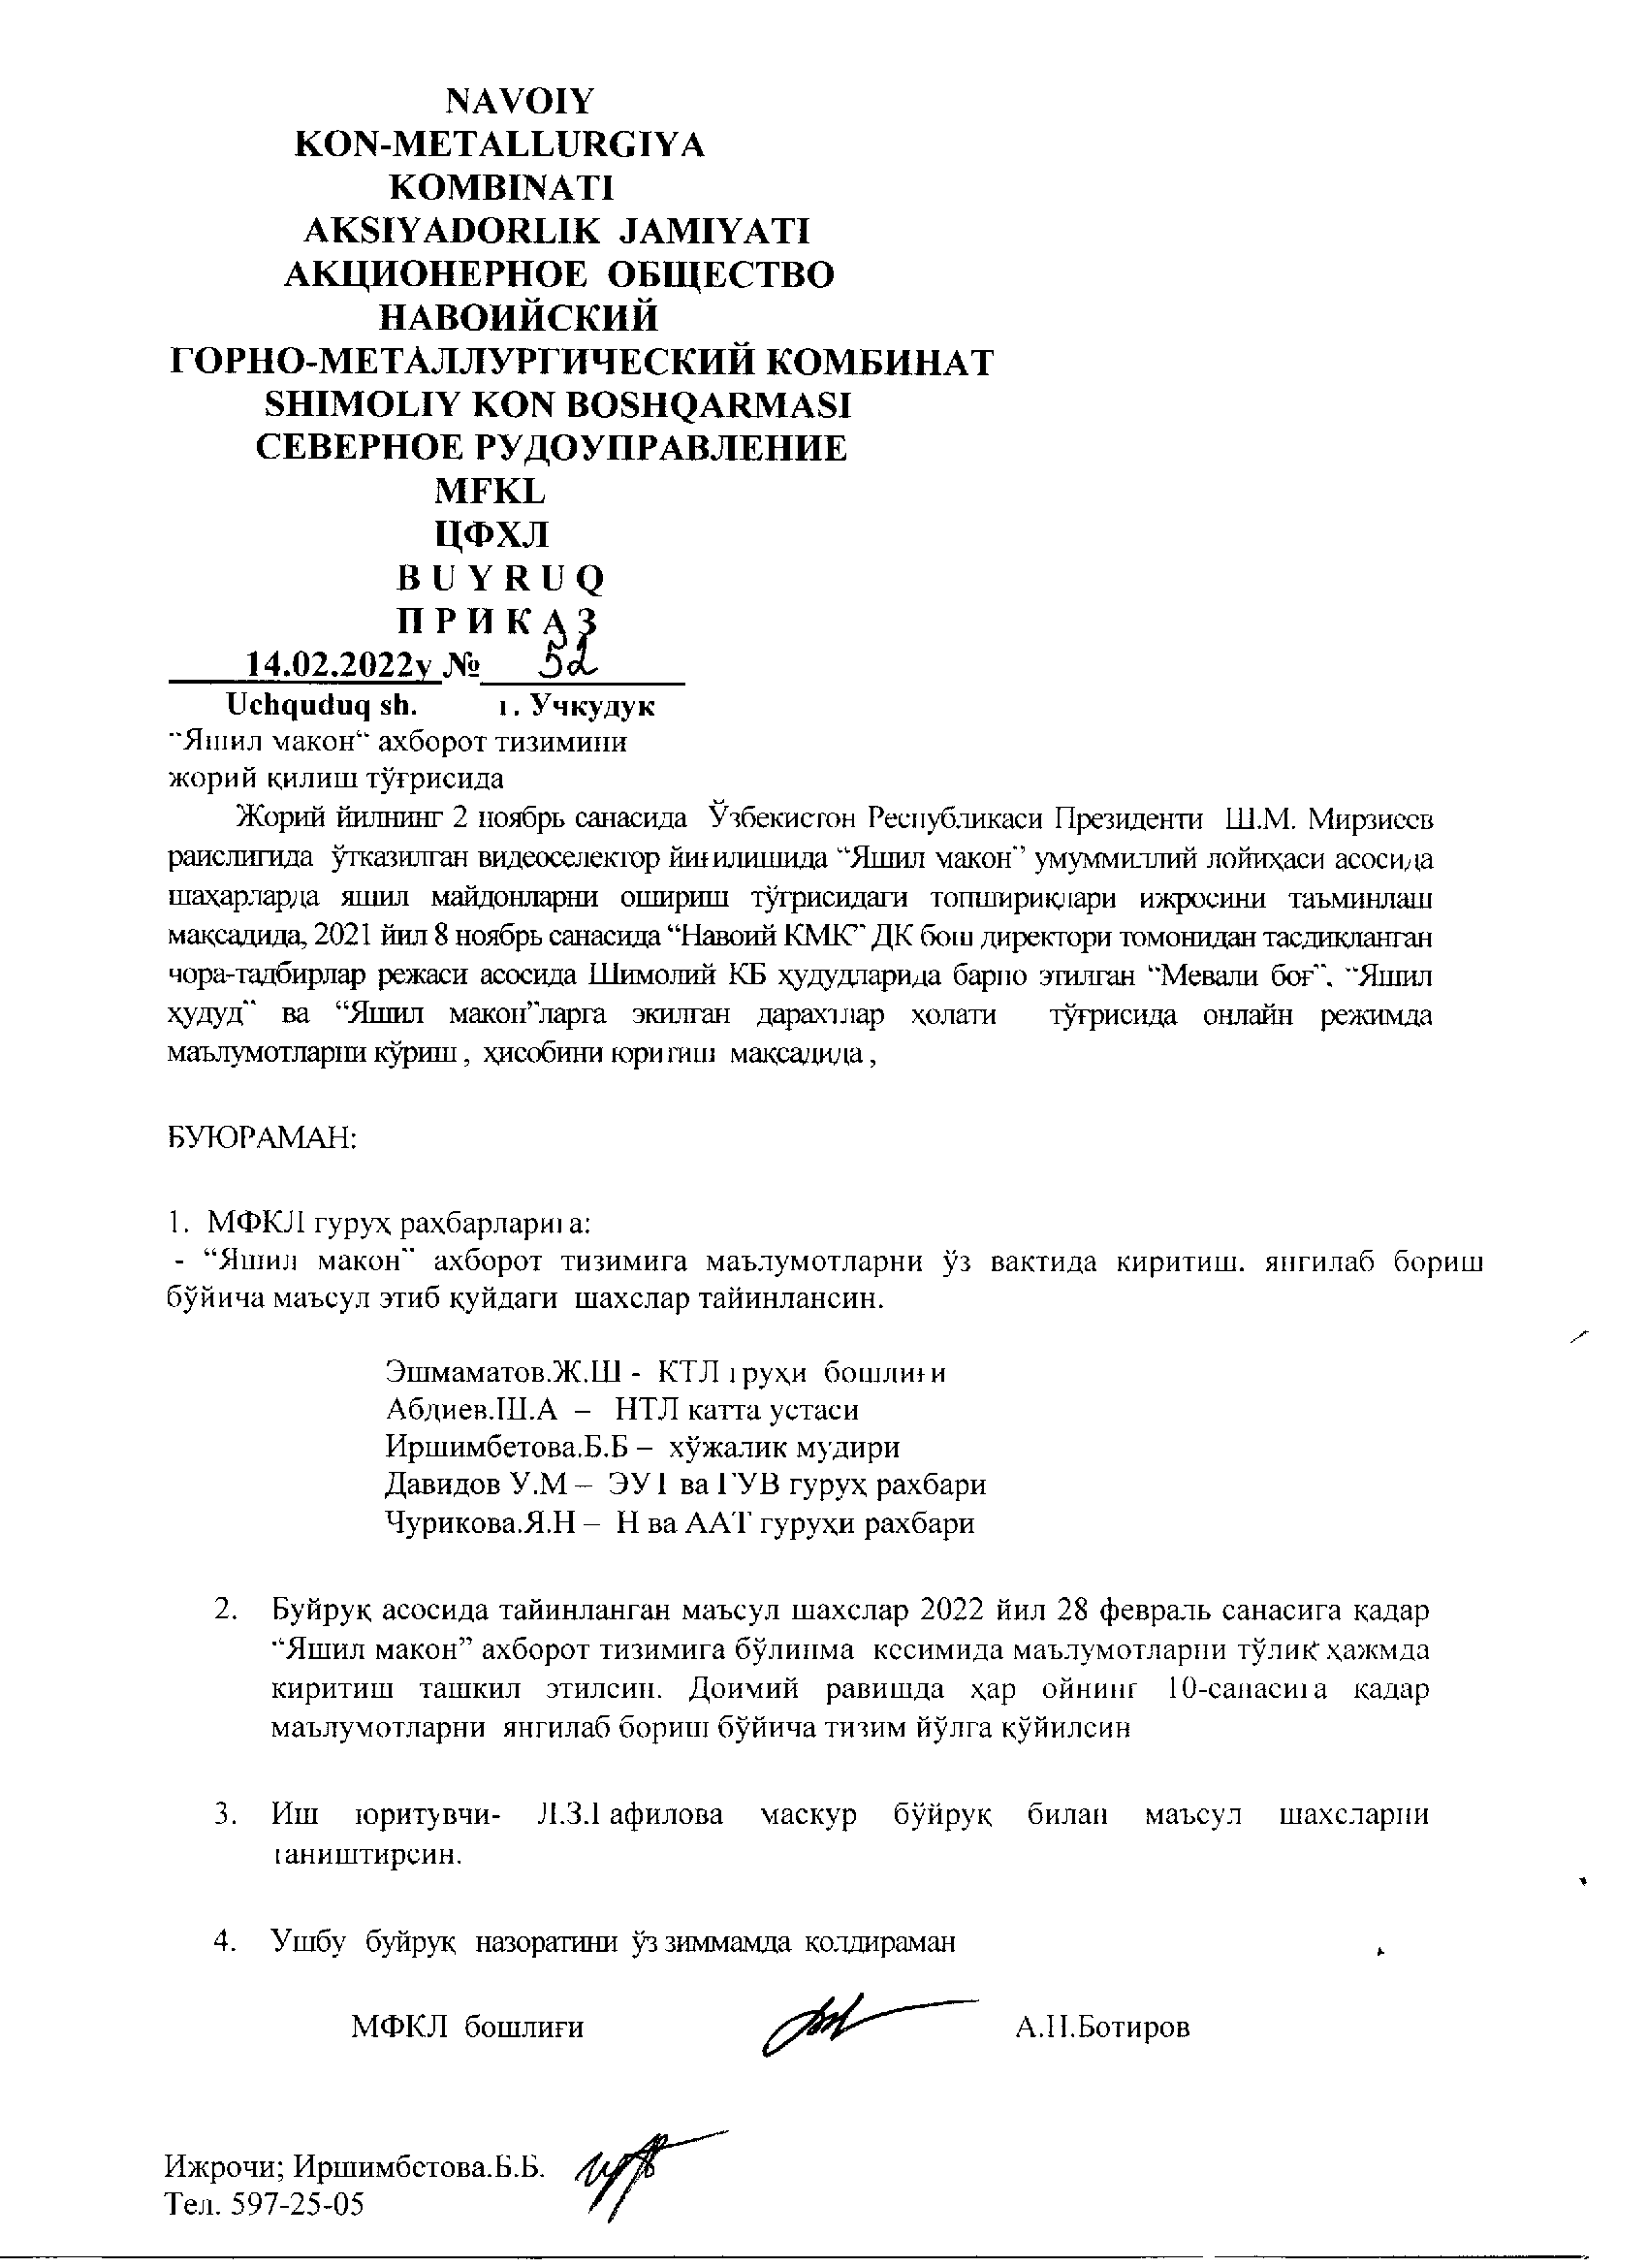 NAVOIY
KON-METALLURGIYA
KOMBINATI
AKSIYADORLIK JAMIYATI
АКЦИОНЕРНОЕ ОБЩЕСТВО
НАВОИЙСКИЙ
ГОРНО-МЕТАЛЛУРГИЧЕСКИЙ КОМБИНАТ
SHIMOLIY KON BOSHQARMASI
СЕВЕРНОЕ РУДОУПРАВЛЕНИЕ
MFKL
ЦФХЛ
B U Y R U Q
П Р И К А З
14.02.2022y № 52
Uchquduq sh. г. Учкудук
“Яшил макон“ ахборот тизимини
жорий қилиш тўғрисида
Жорий йилнинг 2 ноябрь санасида Ўзбекистон Республикаси Президенти Ш.М. Мирзиеев
раислигида ўтказилган видеоселектор йиғилишида “Яшил макон” умуммиллий лойиҳаси асосида
шаҳарларда яшил майдонларни ошириш тўғрисидаги топшириқлари ижросини таъминлаш
мақсадида, 2021 йил 8 ноябрь санасида “Навоий КМК” ДК бош директори томонидан тасдиқланган
чора-тадбирлар режаси асосида Шимолий КБ ҳудудларида барпо этилган “Мевали боғ”. “Яшил
ҳудуд” ва “Яшил макон”ларга экилган дарахтлар ҳолати тўғрисида онлайн режимда
маълумотларни кўриш , ҳисобини юритиш мақсадида ,
БУЮРАМАН:
1. МФКЛ гуруҳ раҳбарларига:
- “Яшил макон” ахборот тизимига маълумотларни ўз вактида киритиш. янгилаб бориш
бўйича маъсул этиб қуйдаги шахслар тайинлансин.
Эшмаматов.Ж.Ш - КТЛ груҳи бошлиғи
Абдиев.Ш.А – НТЛ катта устаси
Иршимбетова.Б.Б – хўжалик мудири
Давидов У.М – ЭУТ ва ГУВ гуруҳ рахбари
Чурикова.Я.Н – Н ва ААТ гуруҳи рахбари
2. Буйруқ асосида тайинланган маъсул шахслар 2022 йил 28 февраль санасига қадар
“Яшил макон” ахборот тизимига бўлинма кесимида маълумотларни тўлиқ ҳажмда
киритиш ташкил этилсин. Доимий равишда ҳар ойнинг 10-санасига қадар
маълумотларни янгилаб бориш бўйича тизим йўлга қўйилсин
3. Иш юритувчи- Л.З.Гафилова маскур бўйруқ билан маъсул шахсларни
таништирсин.
4. Ушбу буйруқ назоратини ўз зиммамда қолдираман
МФКЛ бошлиғи А.Н.Ботиров
Ижрочи; Иршимбетова.Б.Б.
Тел. 597-25-05